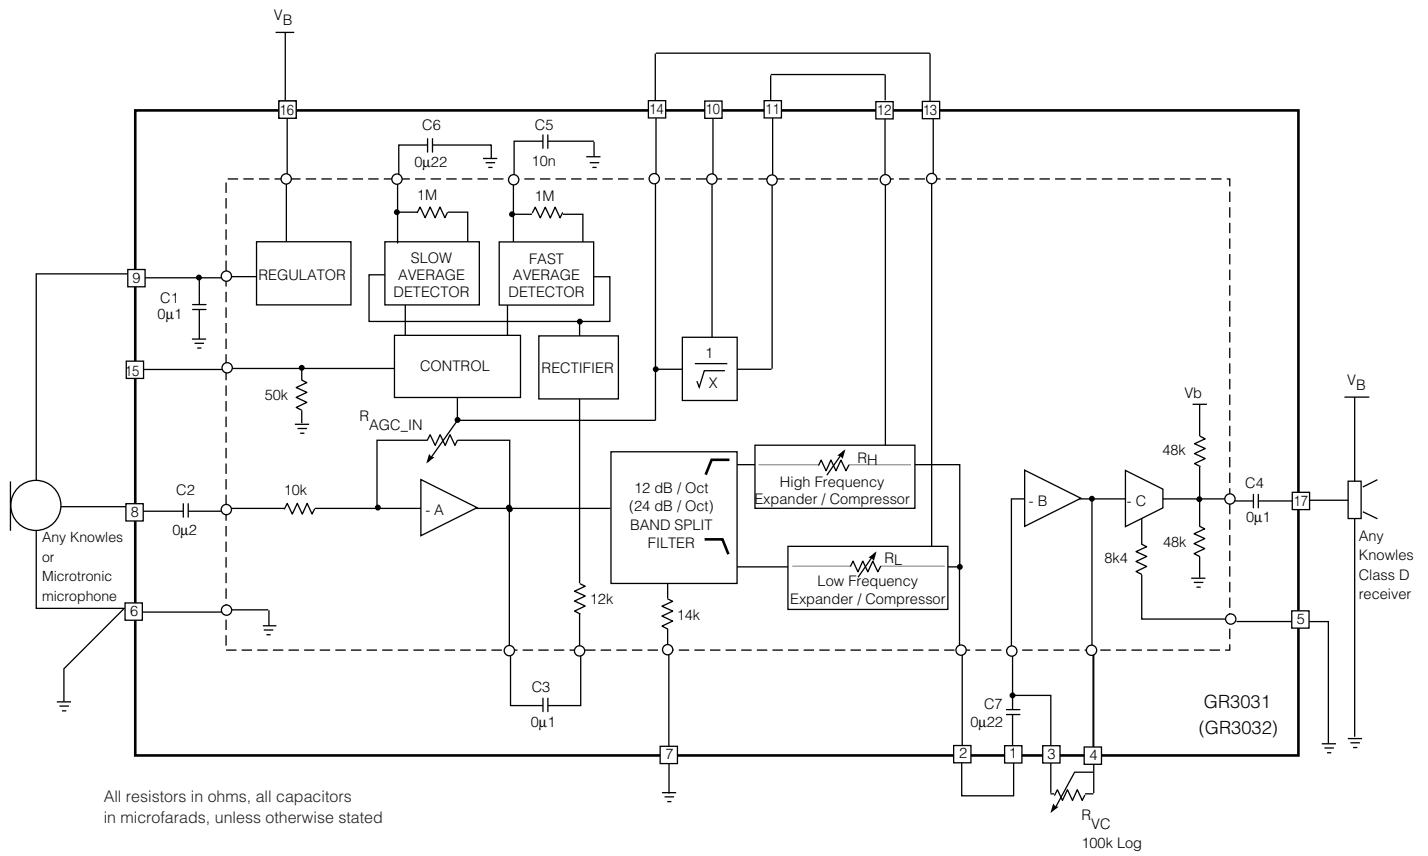 VB
16
14
10
11
12
13
C6
0µ22
C5
10n
1M
1M
REGULATOR
SLOW
AVERAGE
DETECTOR
FAST
AVERAGE
DETECTOR
9
C1
0µ1
15
50k
CONTROL
RECTIFIER
1
√X
RAGC_IN
Vb
48k
VB
10k
- A
12 dB / Oct
(24 dB / Oct)
BAND SPLIT
FILTER
RH
High Frequency
Expander / Compressor
RL
Low Frequency
Expander / Compressor
- B
- C
8k4
48k
C4
0µ1
17
8
C2
0µ2
Any Knowles
or
Microtronic
microphone
6
Any
Knowles
Class D
receiver
12k
14k
5
C3
0µ1
C7
0µ22
GR3031
(GR3032)
7
2
1
3
4
RVC
100k Log
All resistors in ohms, all capacitors
in microfarads, unless otherwise stated